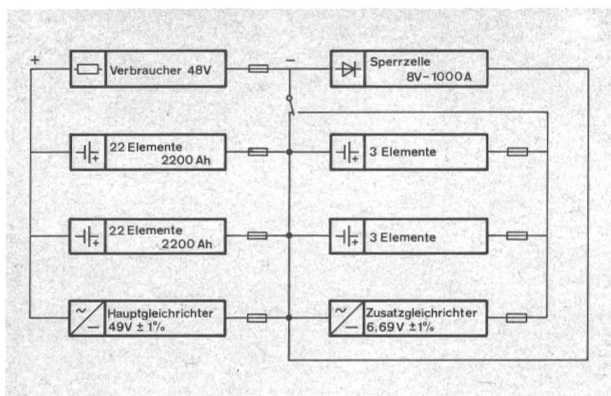 +
Verbraucher 48V
−
Sperrzelle
8V–1000A
22 Elemente
2200 Ah
3 Elemente
22 Elemente
2200 Ah
3 Elemente
Hauptgleichrichter
49V ± 1%
Zusatzgleichrichter
6,69V ± 1%